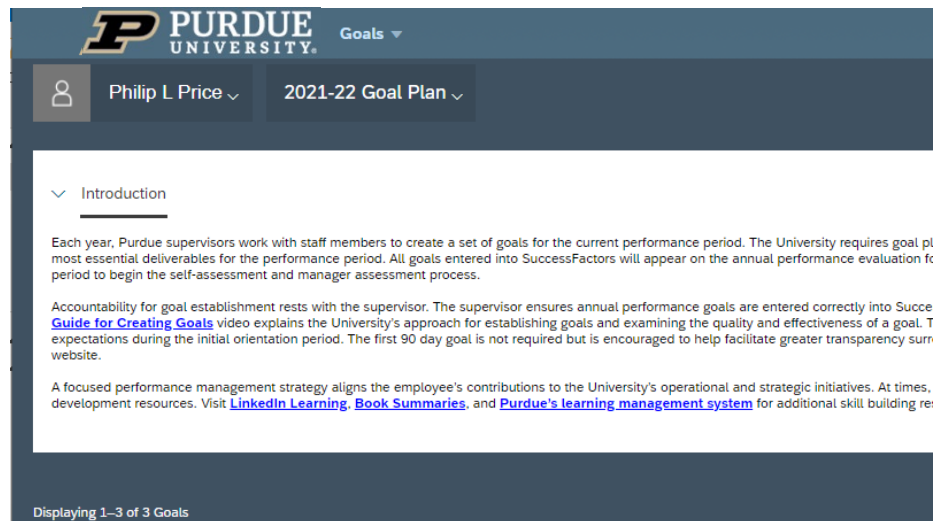 PURDUE
UNIVERSITY.
Goals
Philip L Price
2021-22 Goal Plan
Introduction
Each year, Purdue supervisors work with staff members to create a set of goals for the current performance period. The University requires goal pl
most essential deliverables for the performance period. All goals entered into SuccessFactors will appear on the annual performance evaluation fo
period to begin the self-assessment and manager assessment process.
Accountability for goal establishment rests with the supervisor. The supervisor ensures annual performance goals are entered correctly into Succe
Guide for Creating Goals video explains the University's approach for establishing goals and examining the quality and effectiveness of a goal. T
expectations during the initial orientation period. The first 90 day goal is not required but is encouraged to help facilitate greater transparency surr
website.
A focused performance management strategy aligns the employee's contributions to the University's operational and strategic initiatives. At times,
development resources. Visit LinkedIn Learning, Book Summaries, and Purdue's learning management system for additional skill building re
Displaying 1–3 of 3 Goals